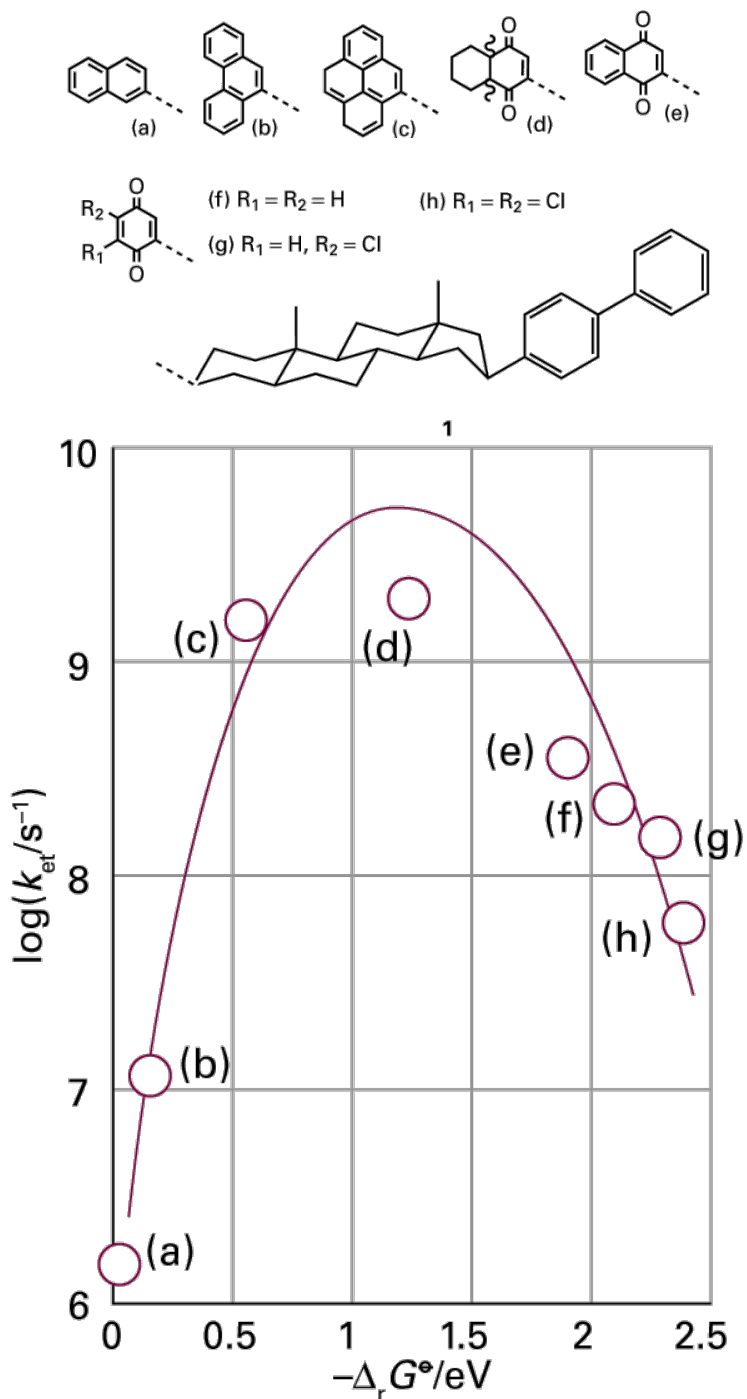 O
O
O
O
(a)
(b)
(c)
(d)
(e)
O
R2
R1
O
(f) R1 = R2 = H
(h) R1 = R2 = Cl
(g) R1 = H, R2 = Cl
1
10
9
8
7
6
log(ket/s⁻¹)
(c)
(d)
(e)
(f)
(g)
(h)
(b)
(a)
0
0.5
1
1.5
2
2.5
−ΔrG⦵/eV